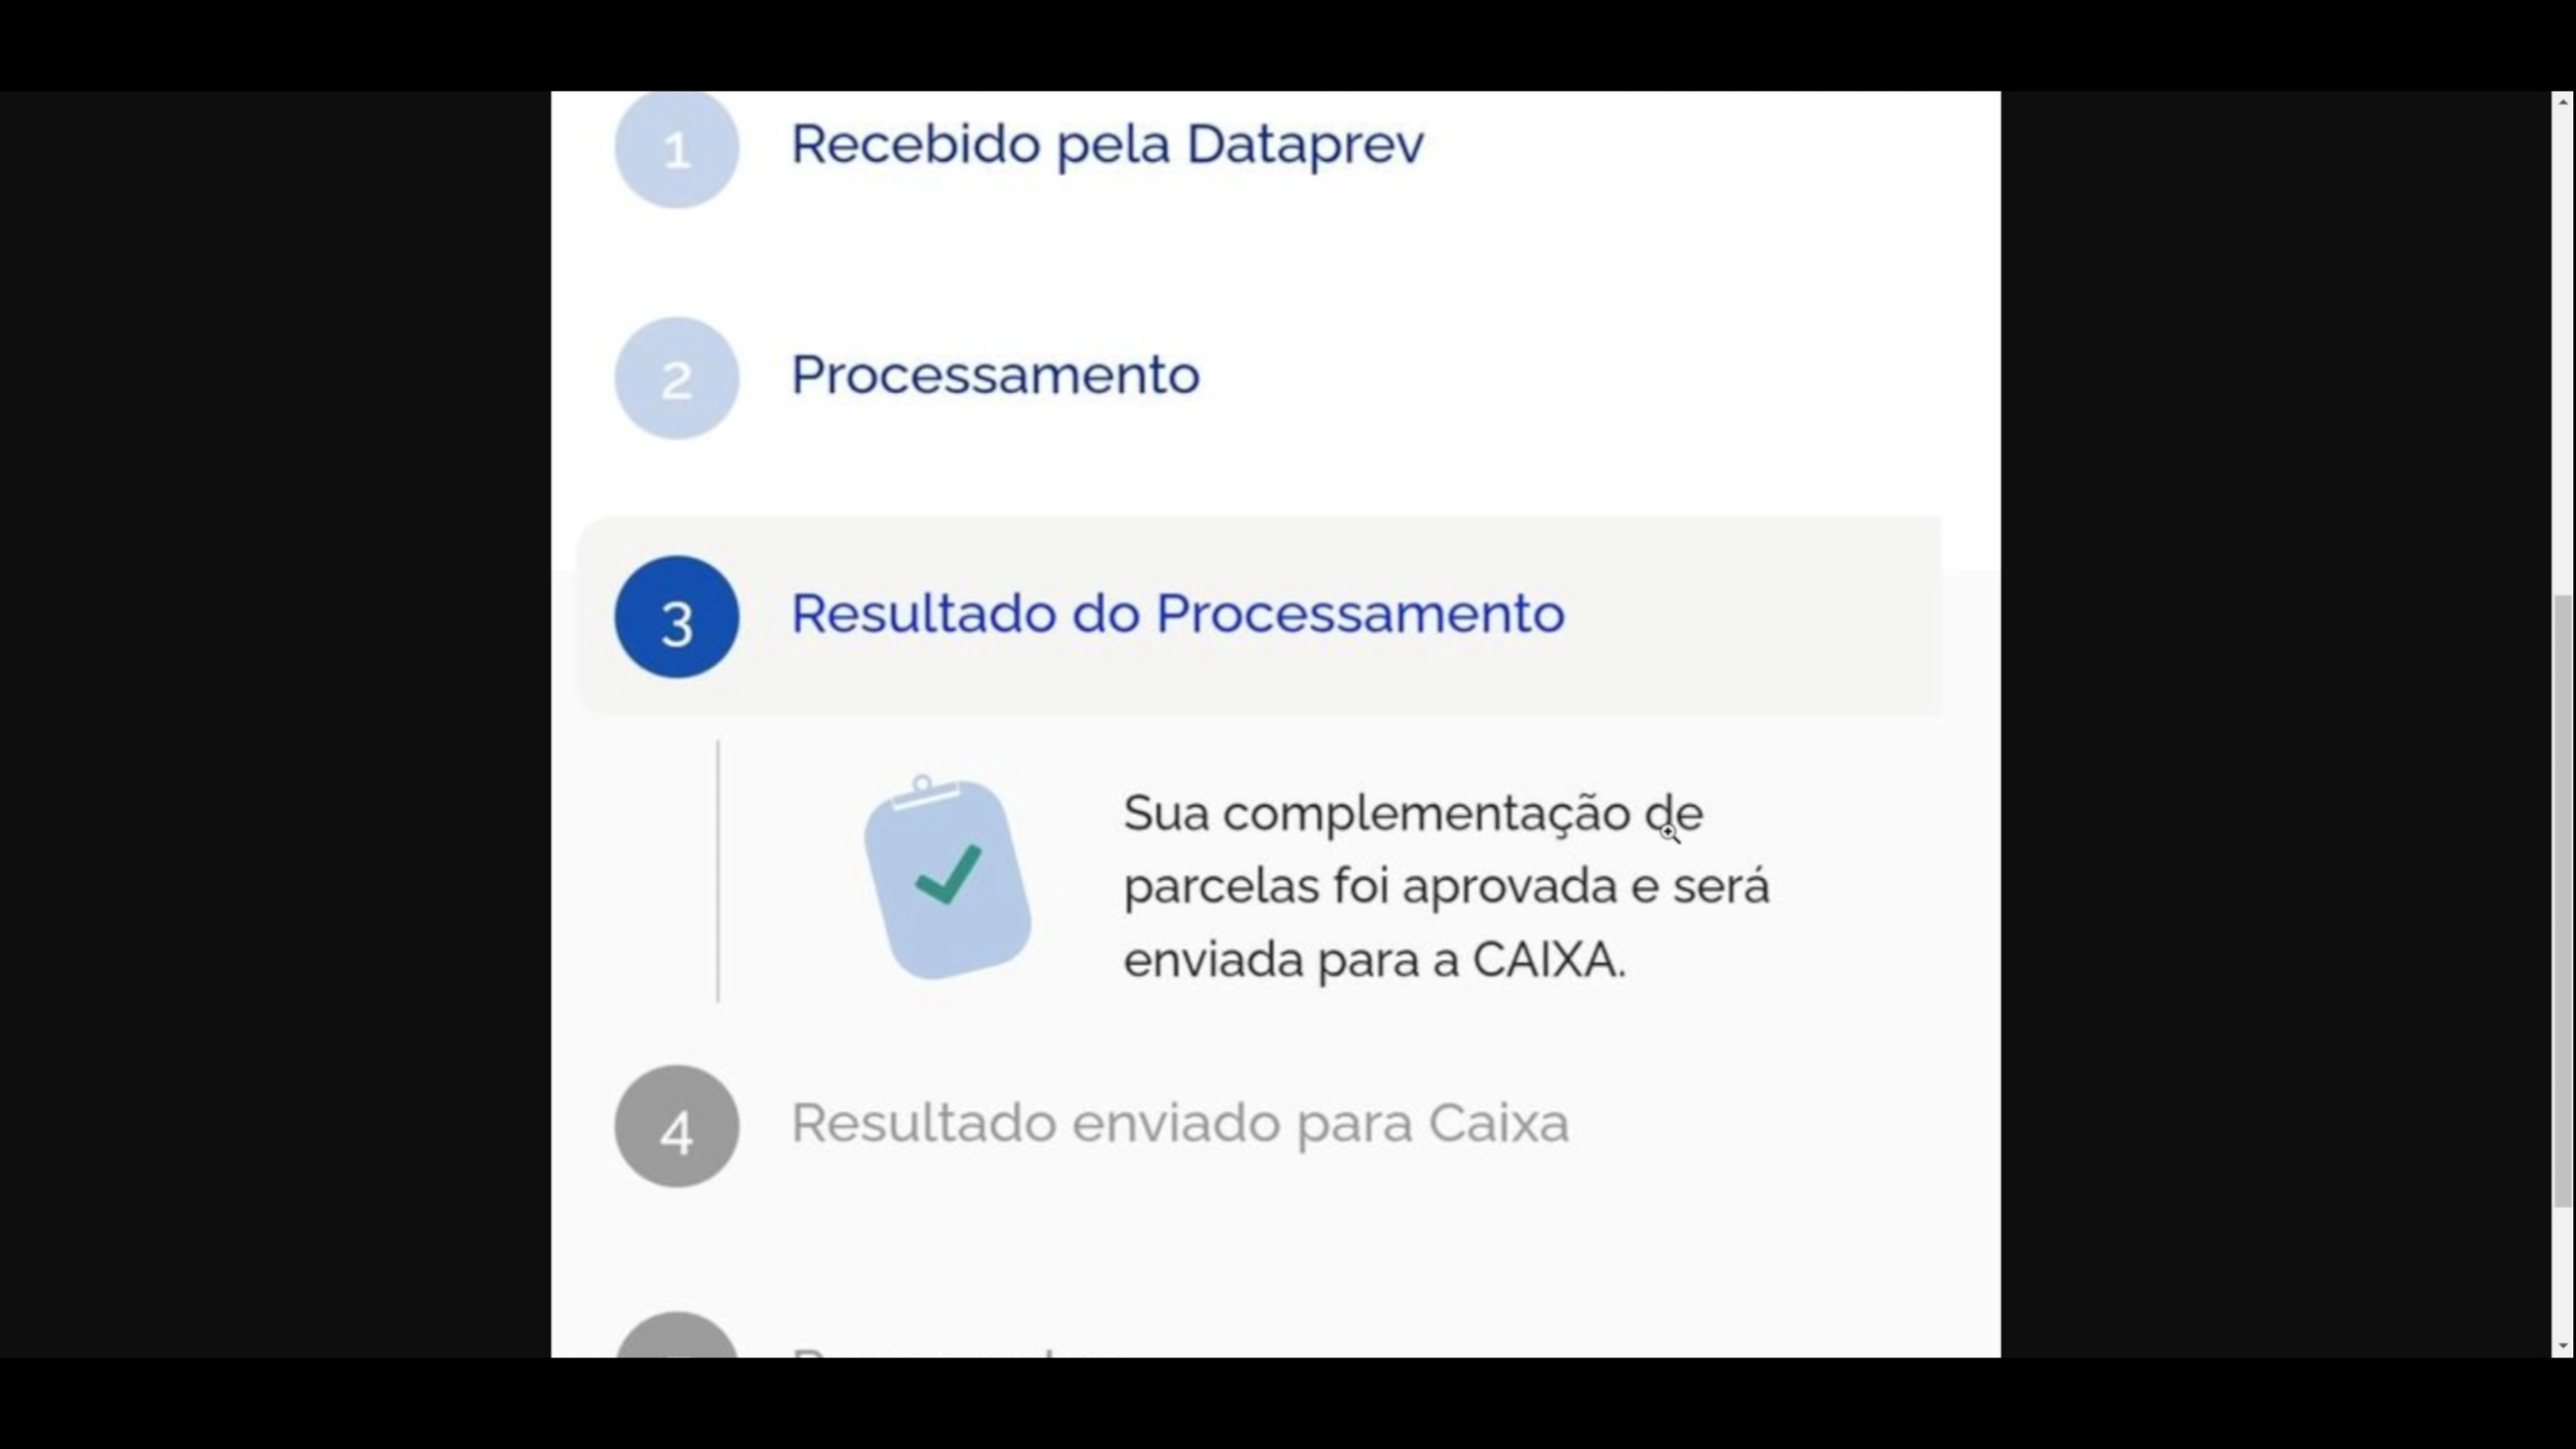 1
Recebido pela Dataprev
2
Processamento
3
Resultado do Processamento
Sua complementação de
parcelas foi aprovada e será
enviada para a CAIXA.
4
Resultado enviado para Caixa